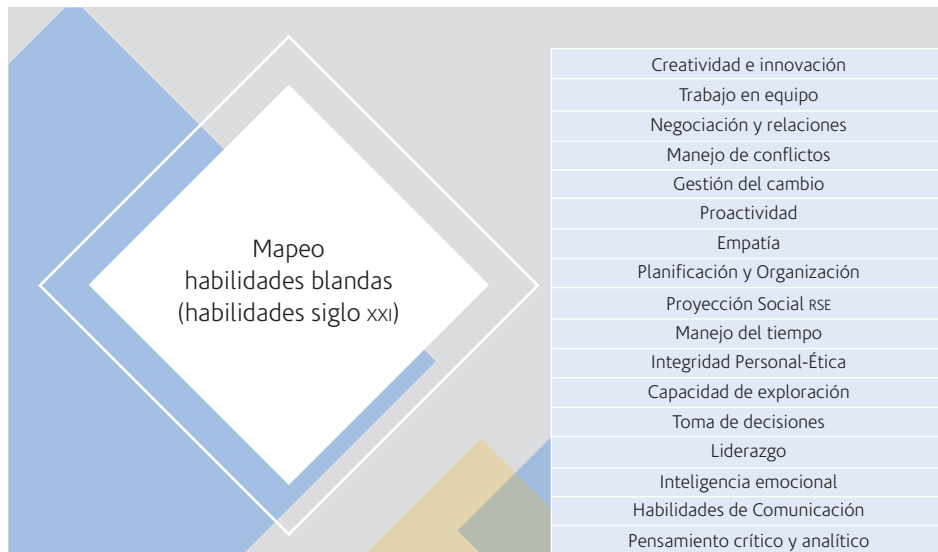 Mapeo
habilidades blandas
(habilidades siglo XXI)
Creatividad e innovación
Trabajo en equipo
Negociación y relaciones
Manejo de conflictos
Gestión del cambio
Proactividad
Empatía
Planificación y Organización
Proyección Social RSE
Manejo del tiempo
Integridad Personal-Ética
Capacidad de exploración
Toma de decisiones
Liderazgo
Inteligencia emocional
Habilidades de Comunicación
Pensamiento crítico y analítico